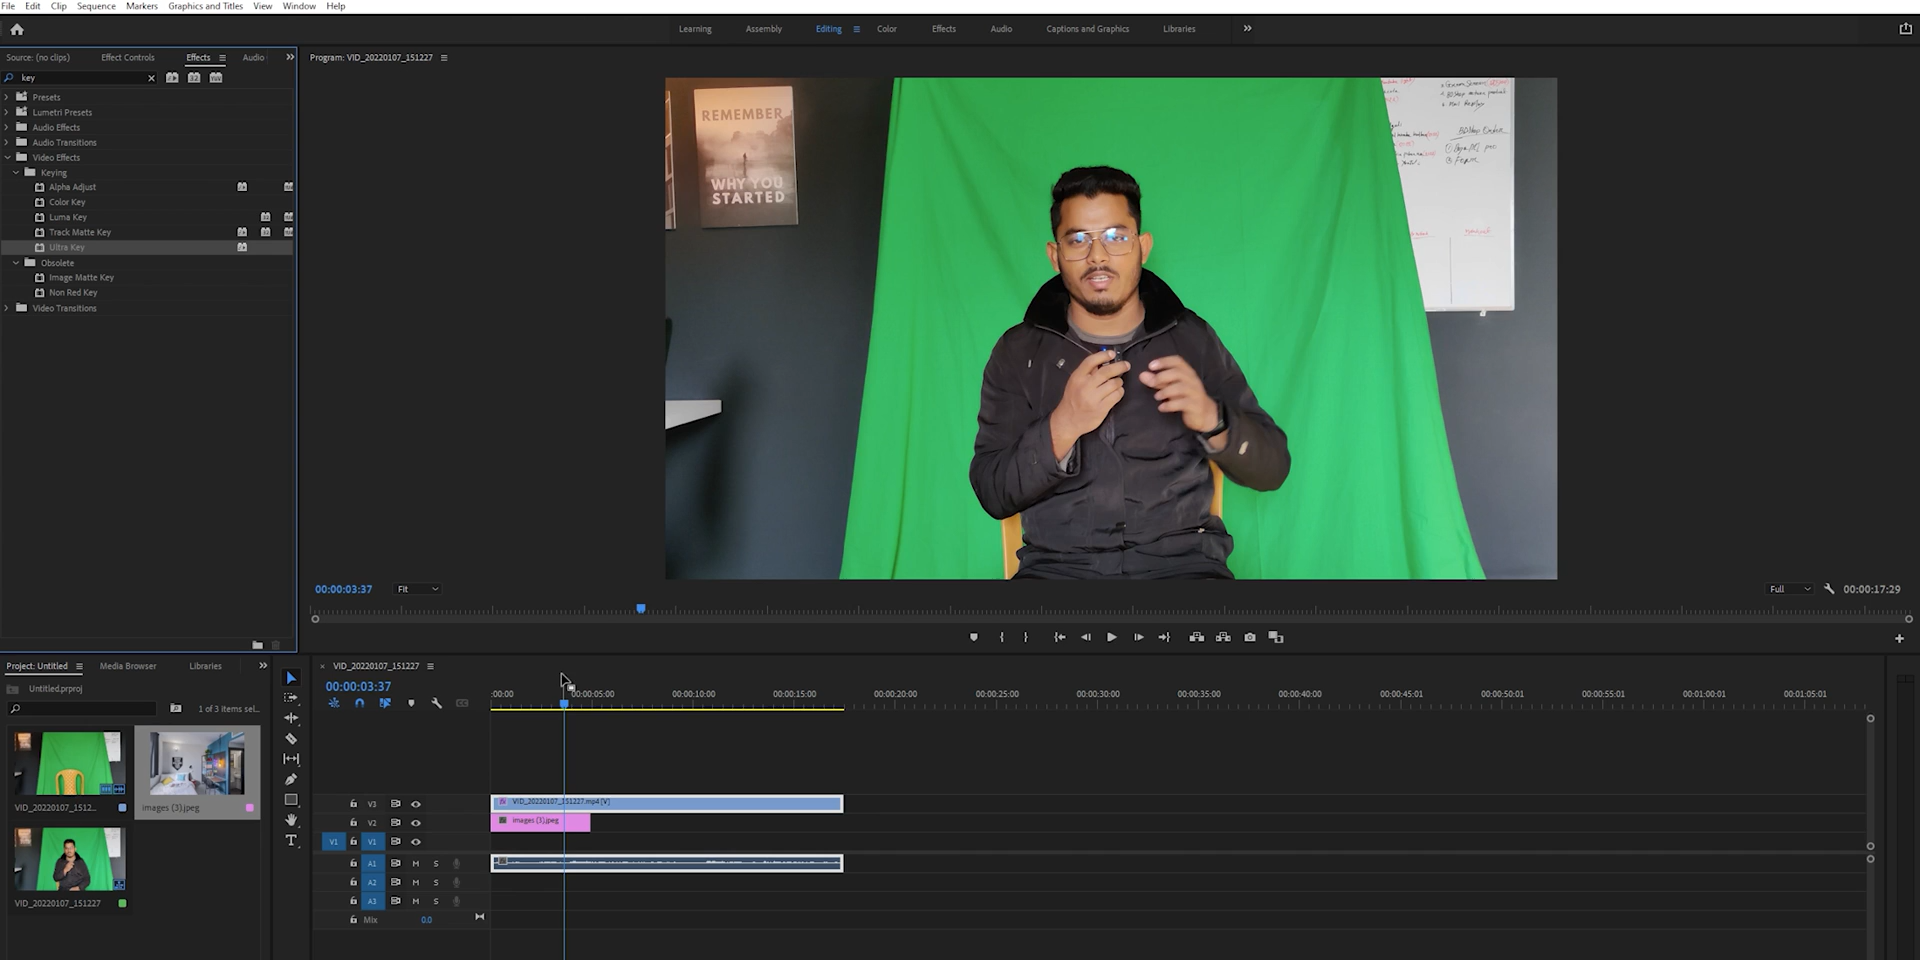 File Edit Clip Sequence Markers Graphics and Titles View Window Help
Learning Assembly Editing Color Effects Audio Captions and Graphics Libraries
Source: (no clips) Effect Controls Effects Audio
key
Presets
Lumetri Presets
Audio Effects
Audio Transitions
Video Effects
Keying
Alpha Adjust
Color Key
Luma Key
Track Matte Key
Ultra Key
Obsolete
Image Matte Key
Non Red Key
Video Transitions
Program: VID_20220107_151227
REMEMBER
WHY YOU
STARTED
00:00:03:37 Fit Full 00:00:17:29
Project: Untitled Media Browser Libraries
Untitled.prproj
1 of 3 items sel...
VID_20220107_1512... images (3).jpeg
VID_20220107_151227
VID_20220107_151227
00:00:03:37
:00:00 00:00:05:00 00:00:10:00 00:00:15:00 00:00:20:00 00:00:25:00 00:00:30:00 00:00:35:00 00:00:40:00 00:00:45:01 00:00:50:01 00:00:55:01 00:01:00:01 00:01:05:01
V3 VID_20220107_151227.mp4 [V]
V2 images (3).jpeg
V1 V1
A1 M S
A2 M S
A3 M S
Mix 0.0